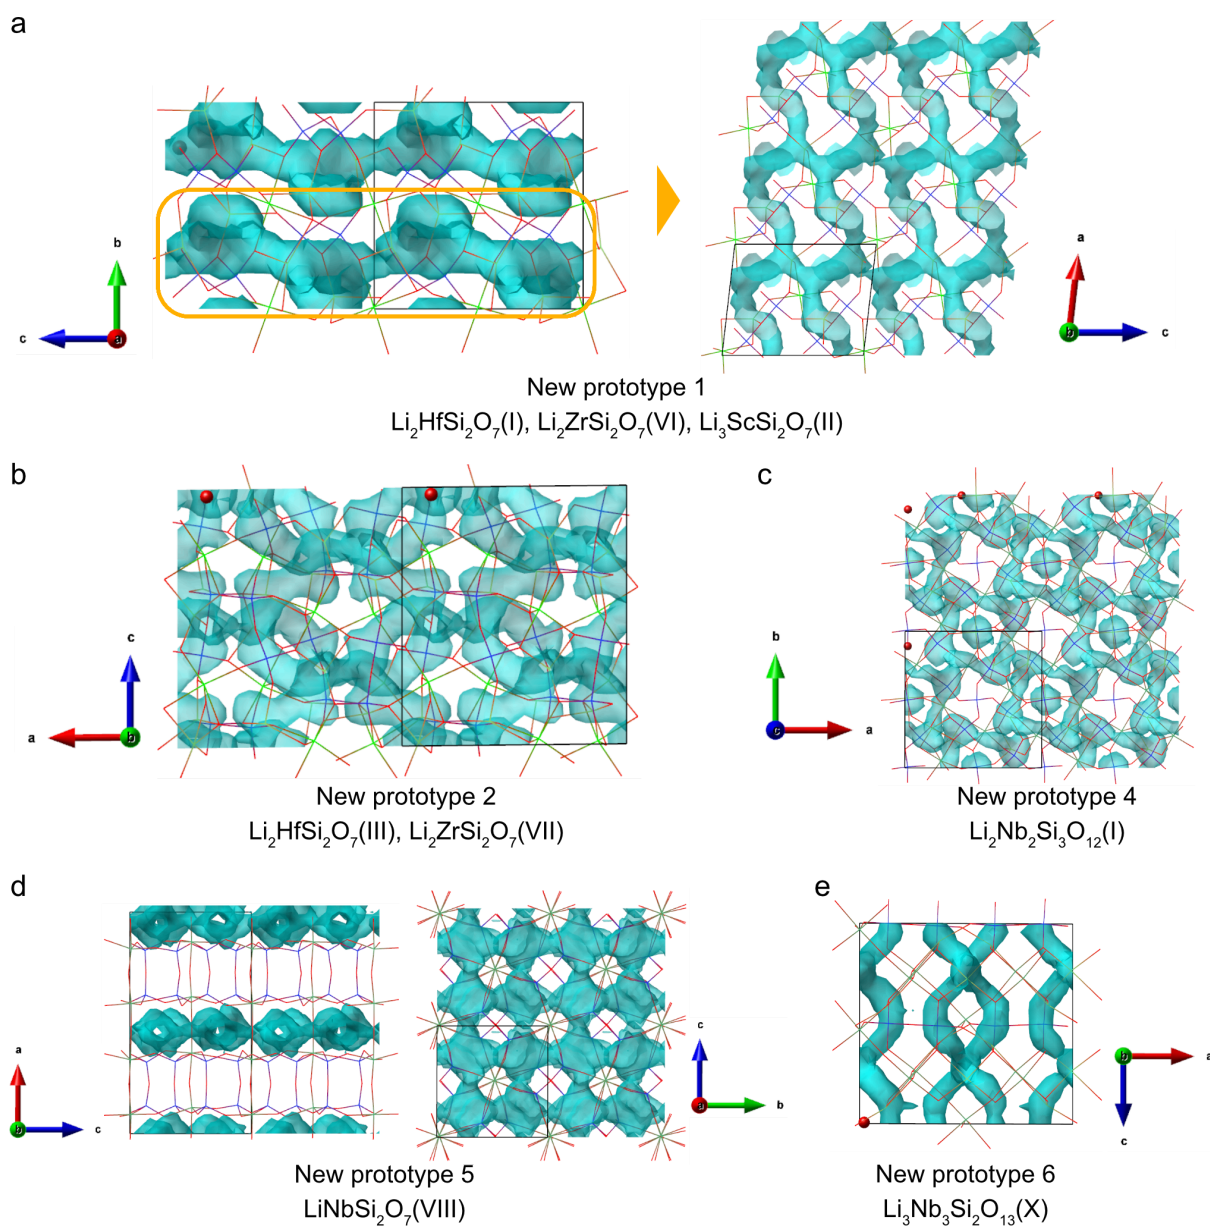 a
b
c
a
a
b
c
New prototype 1
Li₂HfSi₂O₇(I), Li₂ZrSi₂O₇(VI), Li₃ScSi₂O₇(II)
b
c
a
b
New prototype 2
Li₂HfSi₂O₇(III), Li₂ZrSi₂O₇(VII)
c
b
c
a
New prototype 4
Li₂Nb₂Si₃O₁₂(I)
d
a
b
c
c
a
b
New prototype 5
LiNbSi₂O₇(VIII)
e
b
a
c
New prototype 6
Li₃Nb₃Si₂O₁₃(X)